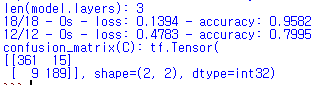 len(model.layers): 3
18/18 - 0s - loss: 0.1394 - accuracy: 0.9582
12/12 - 0s - loss: 0.4783 - accuracy: 0.7995
confusion_matrix(C): tf.Tensor(
[[361  15]
 [  9 189]], shape=(2, 2), dtype=int32)